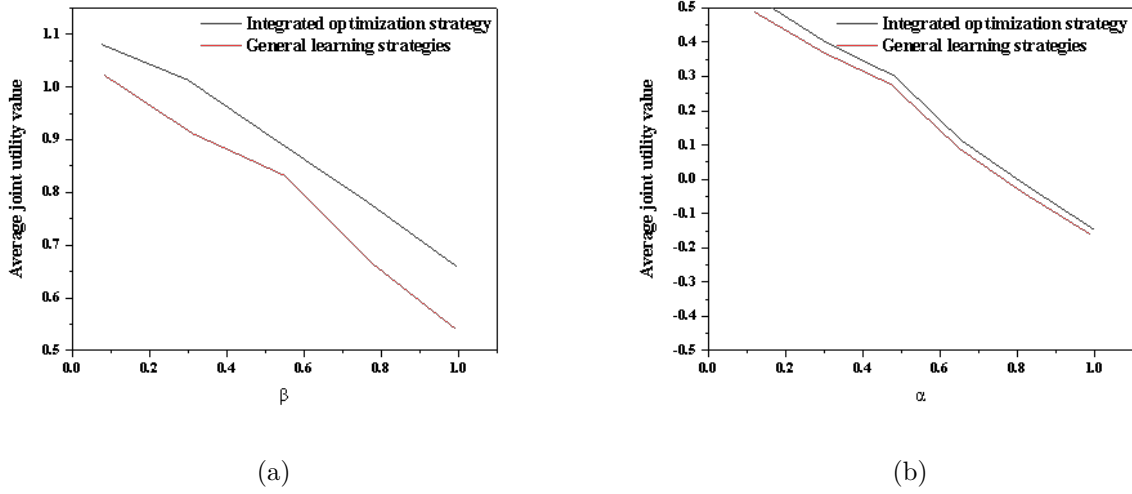 Integrated optimization strategy
General learning strategies
Average joint utility value
1.1
1.0
0.9
0.8
0.7
0.6
0.5
0.0 0.2 0.4 0.6 0.8 1.0
β
(a)
Integrated optimization strategy
General learning strategies
Average joint utility value
0.5
0.4
0.3
0.2
0.1
0.0
-0.1
-0.2
-0.3
-0.4
-0.5
0.0 0.2 0.4 0.6 0.8 1.0
α
(b)